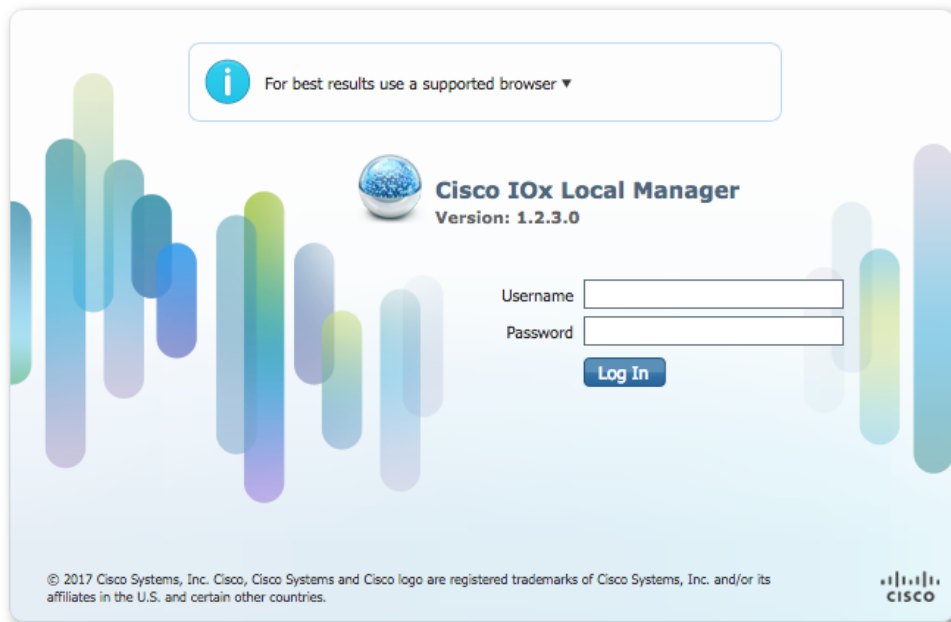 For best results use a supported browser ▾
Cisco IOx Local Manager
Version: 1.2.3.0
Username
Password
Log In
© 2017 Cisco Systems, Inc. Cisco, Cisco Systems and Cisco logo are registered trademarks of Cisco Systems, Inc. and/or its
affiliates in the U.S. and certain other countries.
CISCO